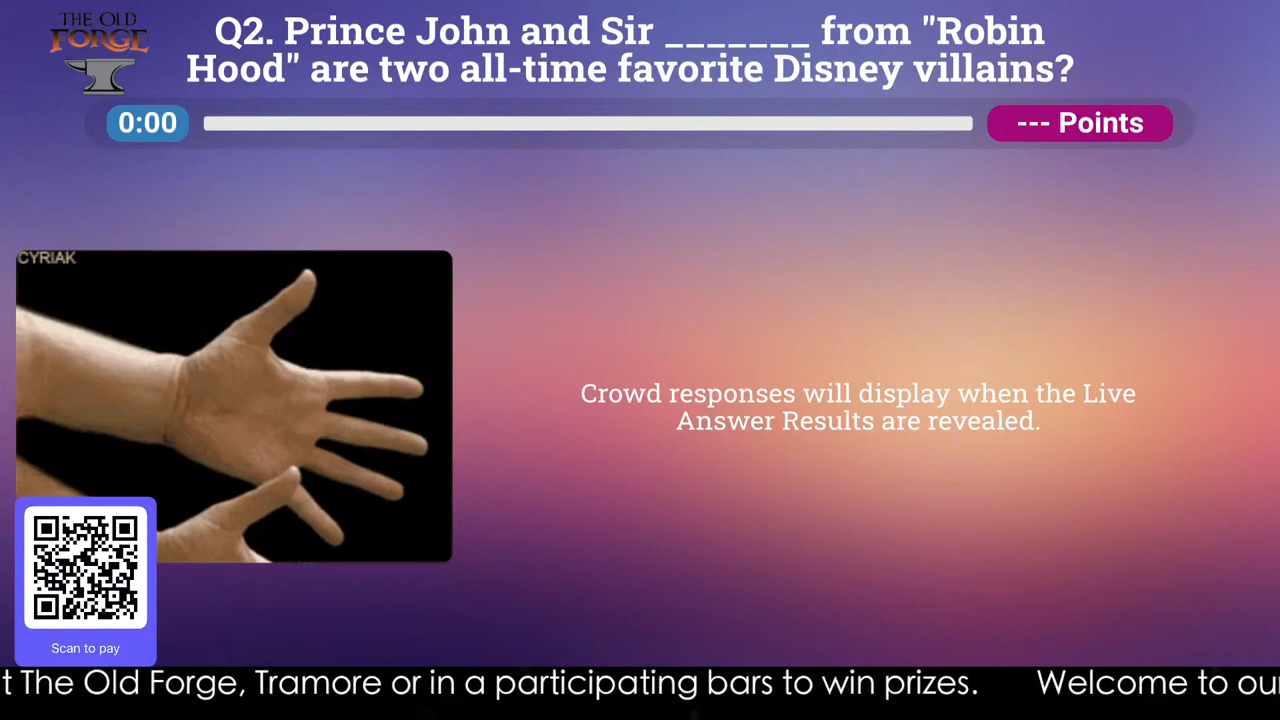 THE OLD
FORGE
Q2. Prince John and Sir _______ from "Robin
Hood" are two all-time favorite Disney villains?
0:00
--- Points
CYRIAK
Crowd responses will display when the Live
Answer Results are revealed.
Scan to pay
t The Old Forge, Tramore or in a participating bars to win prizes. Welcome to our